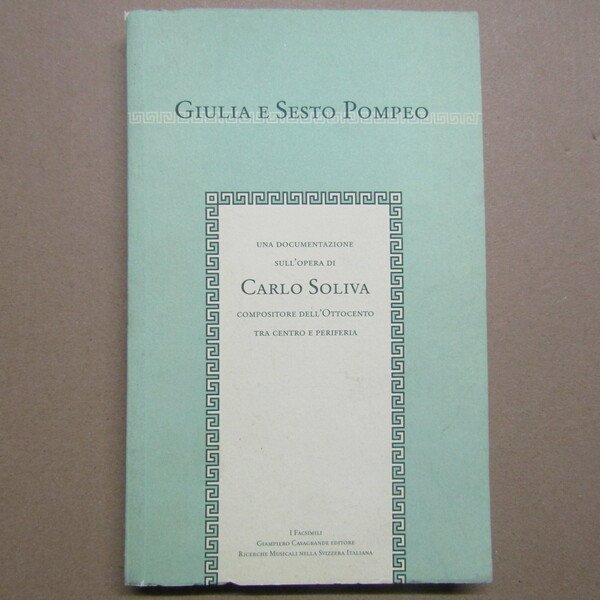 Giulia e Sesto Pompeo
una documentazione
sull'opera di
Carlo Soliva
compositore dell'Ottocento
tra centro e periferia
I Facsimili
Giampiero Casagrande editore
Ricerche Musicali nella Svizzera Italiana